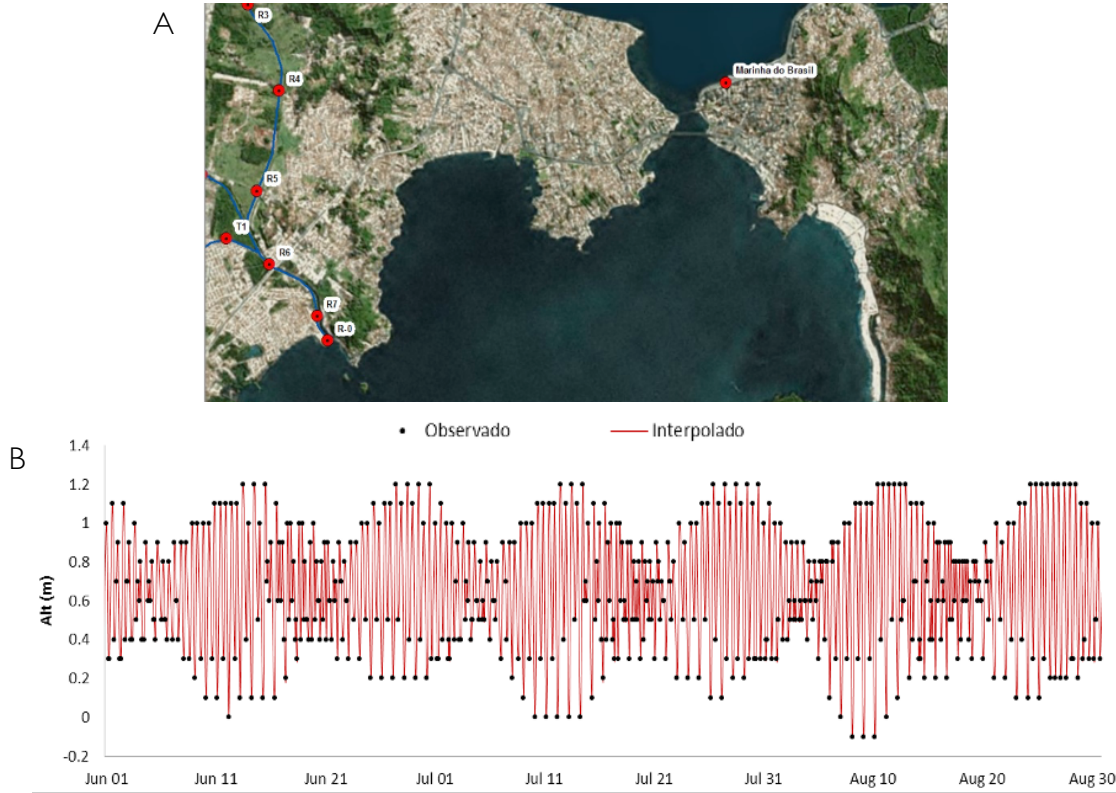 A
R3
Marinha do Brasil
R4
R5
T1
R6
R7
R-0
Observado
Interpolado
B
1.4
1.2
1
0.8
0.6
0.4
0.2
0
-0.2
Alt (m)
Jun 01
Jun 11
Jun 21
Jul 01
Jul 11
Jul 21
Jul 31
Aug 10
Aug 20
Aug 30